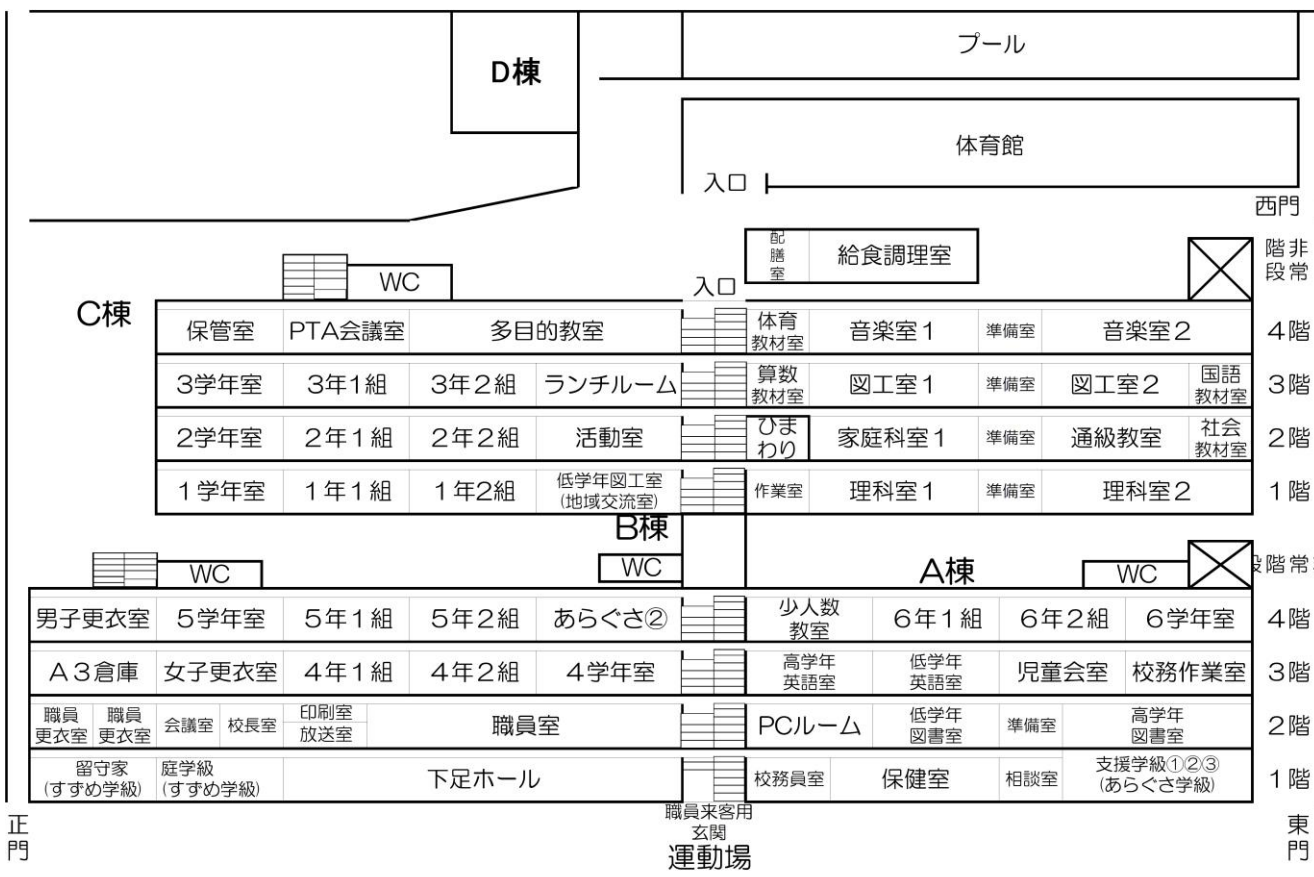 プール
D棟
体育館
入口
西門
配膳室
給食調理室
非常
階段
WC
入口
C棟
保管室 PTA会議室 多目的教室 体育教材室 音楽室1 準備室 音楽室2 4階
3学年室 3年1組 3年2組 ランチルーム 算数教材室 図工室1 準備室 図工室2 国語教材室 3階
2学年室 2年1組 2年2組 活動室 ひまわり 家庭科室1 準備室 通級教室 社会教材室 2階
1学年室 1年1組 1年2組 低学年図工室(地域交流室) 作業室 理科室1 準備室 理科室2 1階
B棟
WC
WC
A棟
WC
階常
男子更衣室 5学年室 5年1組 5年2組 あらぐさ② 少人数教室 6年1組 6年2組 6学年室 4階
A3倉庫 女子更衣室 4年1組 4年2組 4学年室 高学年英語室 低学年英語室 児童会室 校務作業室 3階
職員更衣室 職員更衣室 会議室 校長室 印刷室 放送室 職員室 PCルーム 低学年図書室 準備室 高学年図書室 2階
留守家(すずめ学級) 庭学級(すずめ学級) 下足ホール 校務員室 保健室 相談室 支援学級①②③(あらぐさ学級) 1階
正門
職員来客用
玄関
運動場
東門